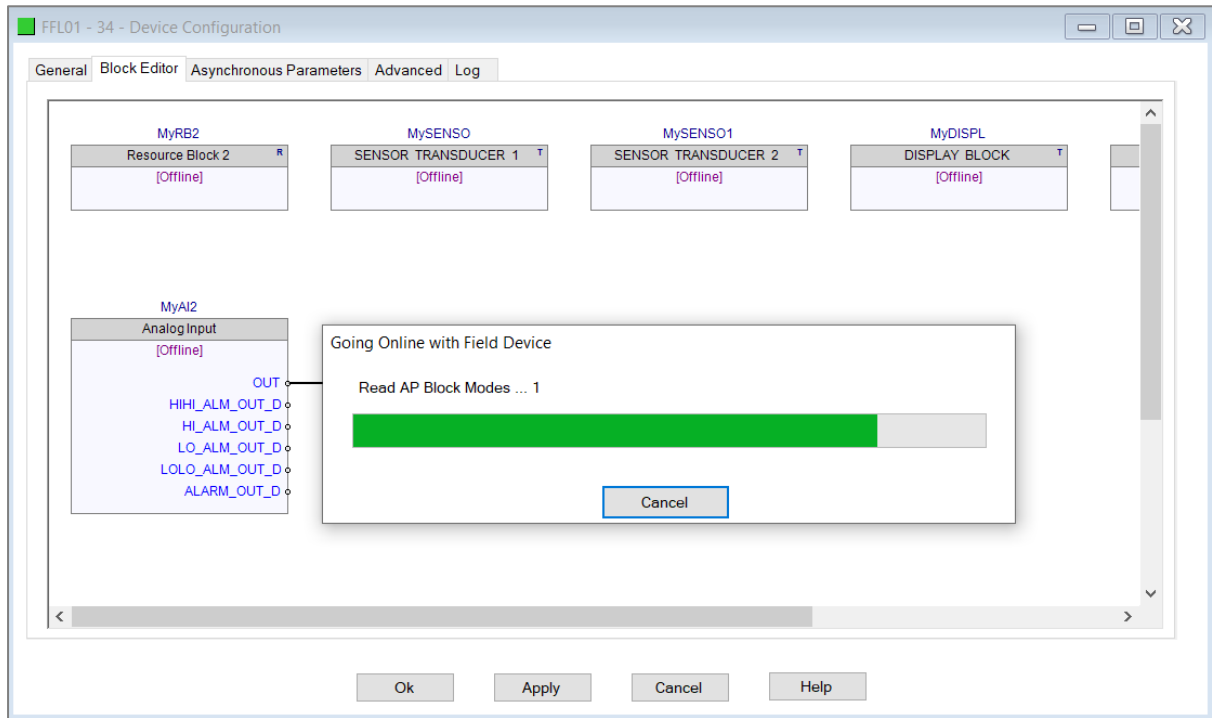 FFL01 - 34 - Device Configuration
General Block Editor Asynchronous Parameters Advanced Log
MyRB2 MySENSO MySENSO1 MyDISPL
Resource Block 2 R SENSOR TRANSDUCER 1 T SENSOR TRANSDUCER 2 T DISPLAY BLOCK T
[Offline] [Offline] [Offline] [Offline]
MyAI2
Analog Input
[Offline]
OUT
HIHI_ALM_OUT_D
HI_ALM_OUT_D
LO_ALM_OUT_D
LOLO_ALM_OUT_D
ALARM_OUT_D
Going Online with Field Device
Read AP Block Modes ... 1
Cancel
Ok Apply Cancel Help